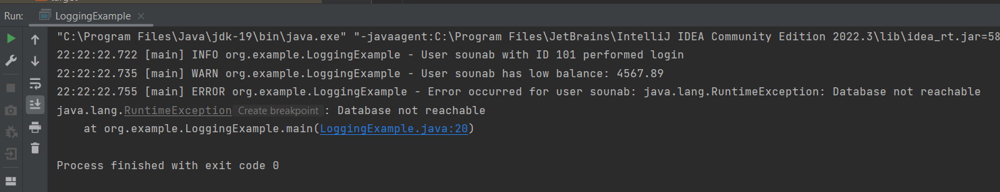 target
Run: LoggingExample
"C:\Program Files\Java\jdk-19\bin\java.exe" "-javaagent:C:\Program Files\JetBrains\IntelliJ IDEA Community Edition 2022.3\lib\idea_rt.jar=58
22:22:22.722 [main] INFO org.example.LoggingExample - User sounab with ID 101 performed login
22:22:22.735 [main] WARN org.example.LoggingExample - User sounab has low balance: 4567.89
22:22:22.755 [main] ERROR org.example.LoggingExample - Error occurred for user sounab: java.lang.RuntimeException: Database not reachable
java.lang.RuntimeException Create breakpoint : Database not reachable
at org.example.LoggingExample.main(LoggingExample.java:20)
Process finished with exit code 0